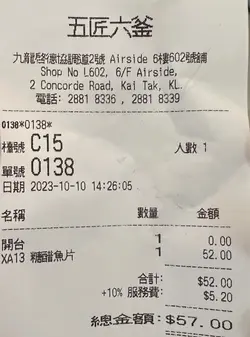 五匠六釜
九龍啟德協調道2號 Airside 6樓602號舖
Shop No L602, 6/F Airside,
2 Concorde Road, Kai Tak, KL.
電話: 2881 8336 , 2881 8339
0138*0138*
檯號 C15 人數 1
單號 0138
日期 2023-10-10 14:26:05
名稱 數量 金額
開台 1 0.00
XA13 糖醋魚片 1 52.00
合計: $52.00
+10% 服務費: $5.20
總金額: $57.00